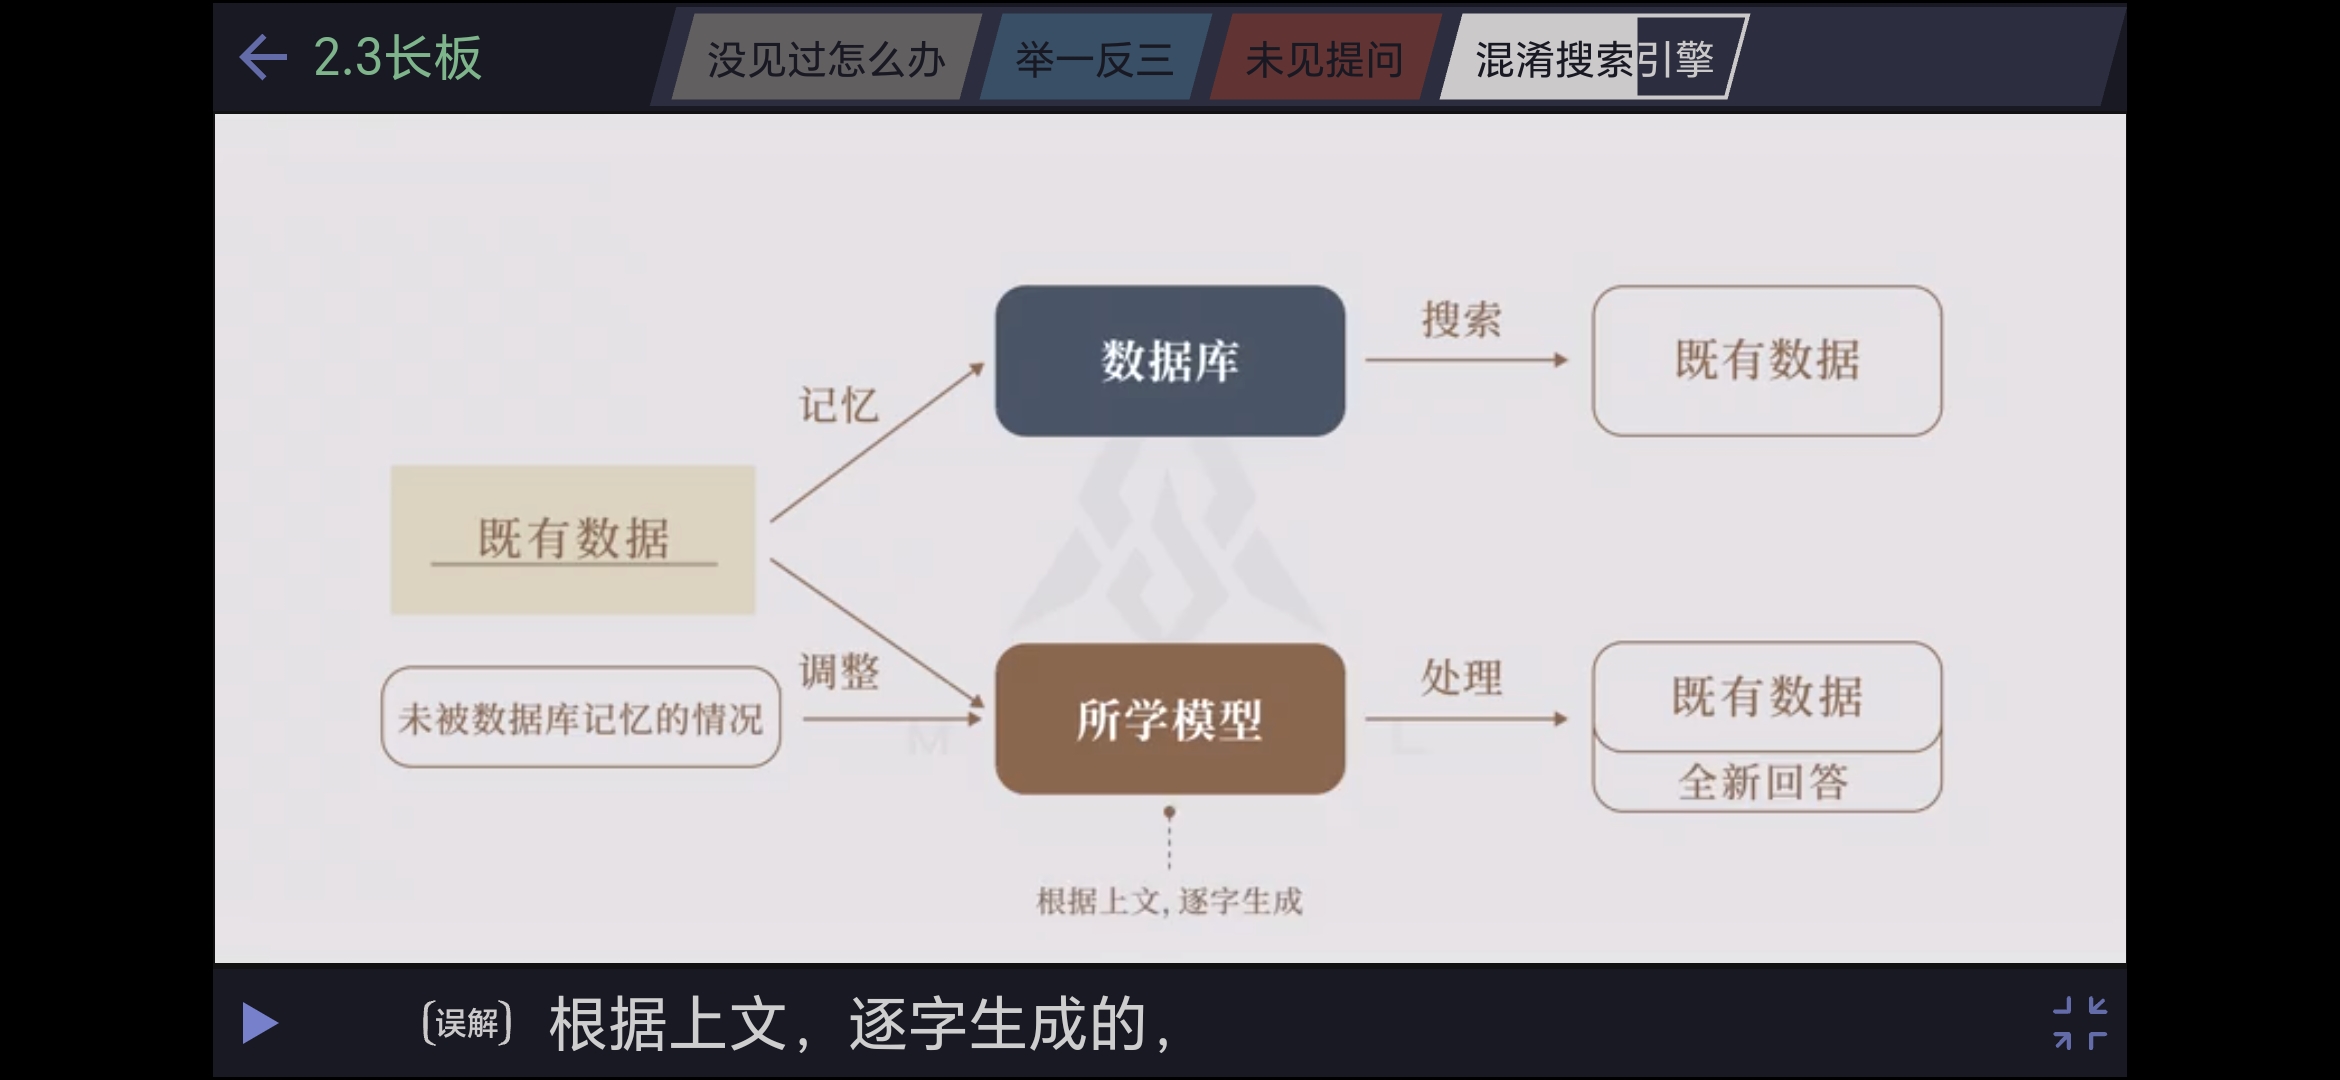 2.3长板
没见过怎么办
举一反三
未见提问
混淆搜索引擎
数据库
搜索
既有数据
记忆
既有数据
调整
未被数据库记忆的情况
所学模型
处理
既有数据
全新回答
M
L
根据上文,逐字生成
〔误解〕 根据上文，逐字生成的，